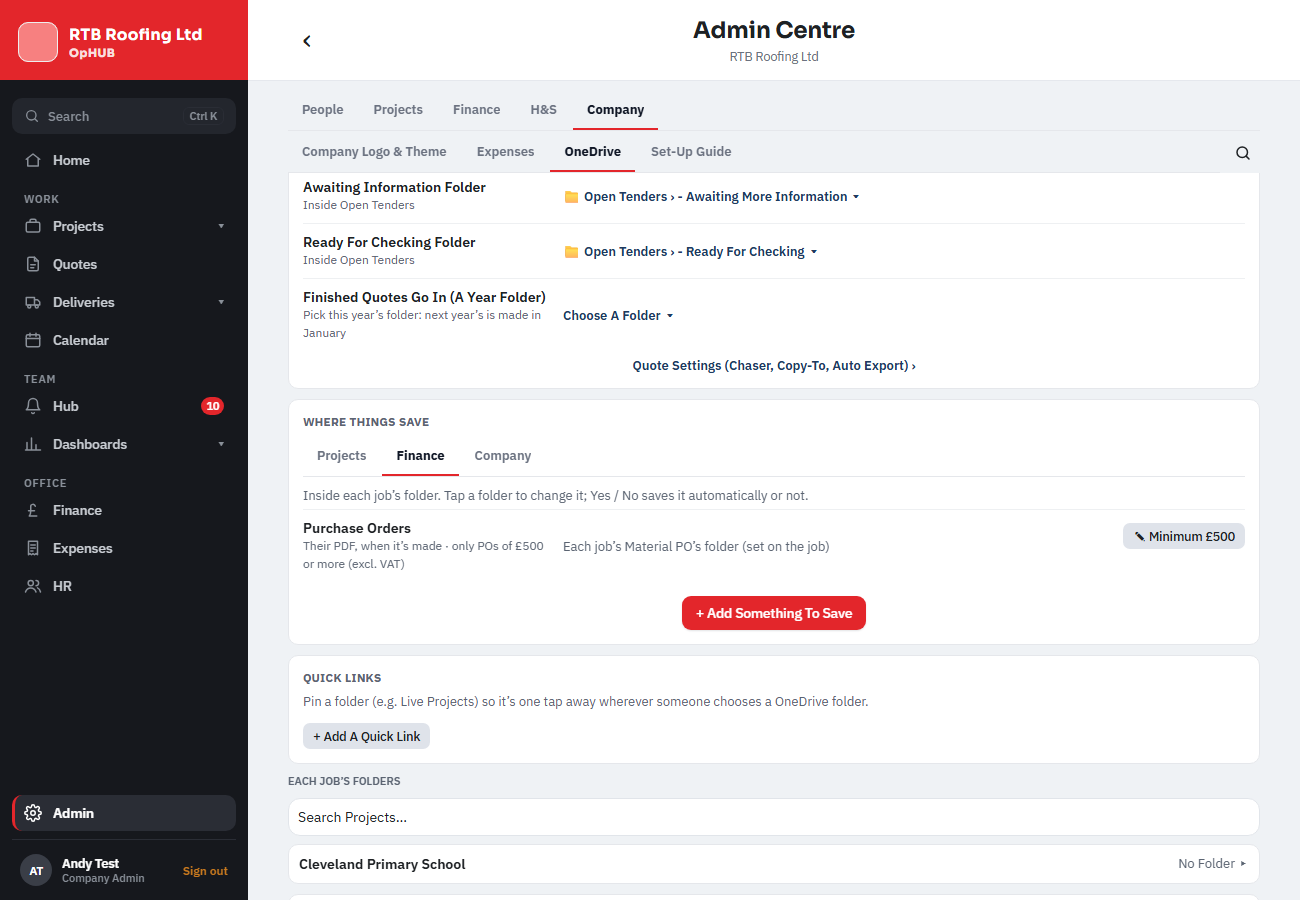 RTB Roofing Ltd
OpHUB
Search
Ctrl K
Home
WORK
Projects
Quotes
Deliveries
Calendar
TEAM
Hub
10
Dashboards
OFFICE
Finance
Expenses
HR
Admin
AT
Andy Test
Company Admin
Sign out
Admin Centre
RTB Roofing Ltd
People
Projects
Finance
H&S
Company
Company Logo & Theme
Expenses
OneDrive
Set-Up Guide
Awaiting Information Folder
Inside Open Tenders
Open Tenders › - Awaiting More Information
Ready For Checking Folder
Inside Open Tenders
Open Tenders › - Ready For Checking
Finished Quotes Go In (A Year Folder)
Pick this year’s folder: next year’s is made in
January
Choose A Folder
Quote Settings (Chaser, Copy-To, Auto Export) ›
WHERE THINGS SAVE
Projects
Finance
Company
Inside each job’s folder. Tap a folder to change it; Yes / No saves it automatically or not.
Purchase Orders
Their PDF, when it’s made · only POs of £500
or more (excl. VAT)
Each job’s Material PO’s folder (set on the job)
Minimum £500
+ Add Something To Save
QUICK LINKS
Pin a folder (e.g. Live Projects) so it’s one tap away wherever someone chooses a OneDrive folder.
+ Add A Quick Link
EACH JOB’S FOLDERS
Search Projects...
Cleveland Primary School
No Folder